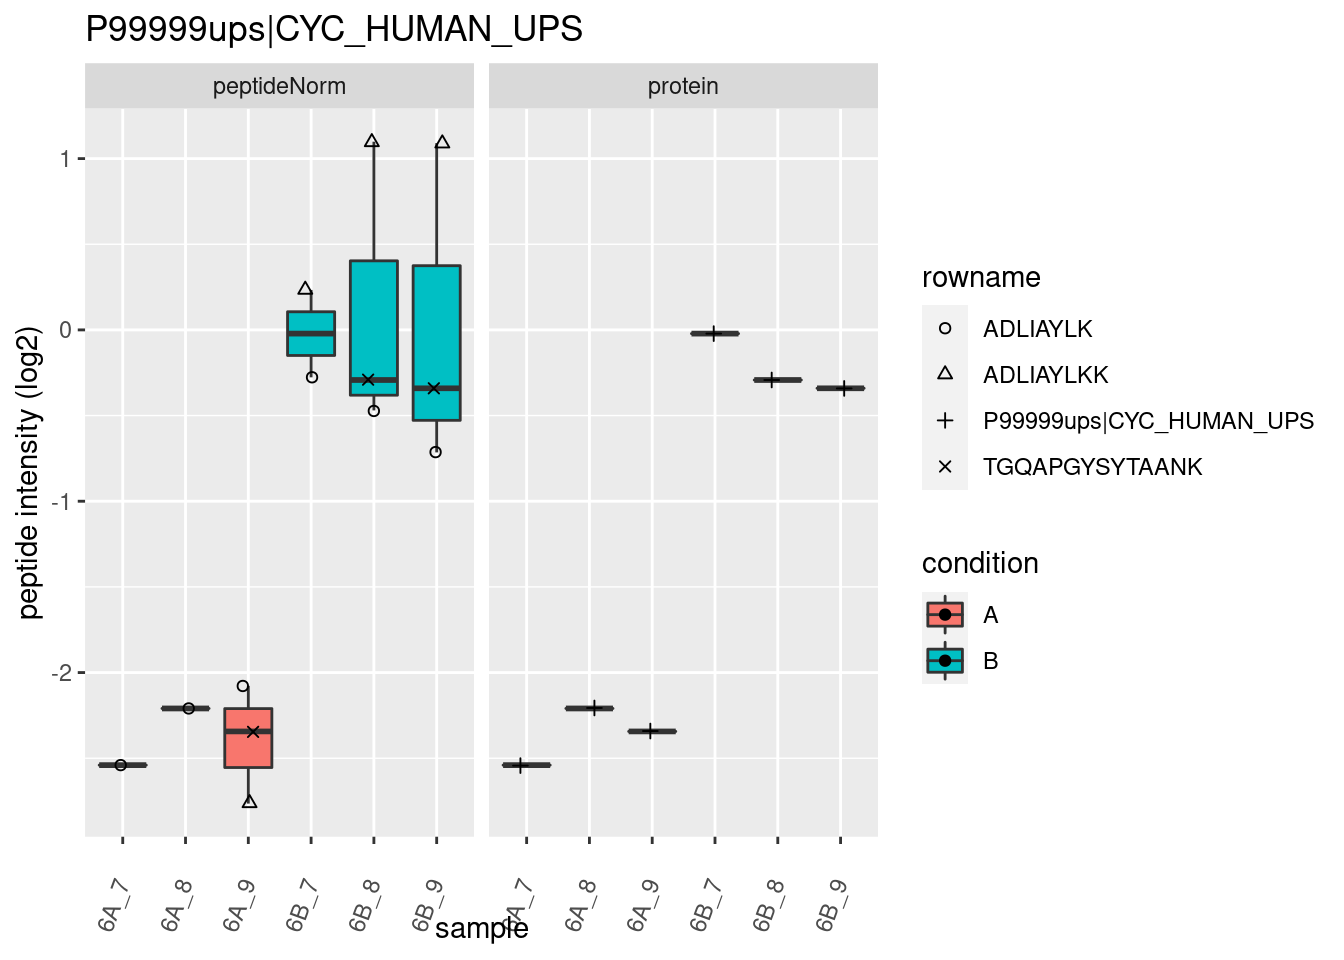 P99999ups|CYC_HUMAN_UPS
peptideNorm
protein
peptide intensity (log2)
1
0
-1
-2
6A_7
6A_8
6A_9
6B_7
6B_8
6B_9
6A_7
6A_8
6A_9
6B_7
6B_8
6B_9
sample
rowname
ADLIAYLK
ADLIAYLKK
P99999ups|CYC_HUMAN_UPS
TGQAPGYSYTAANK
condition
A
B